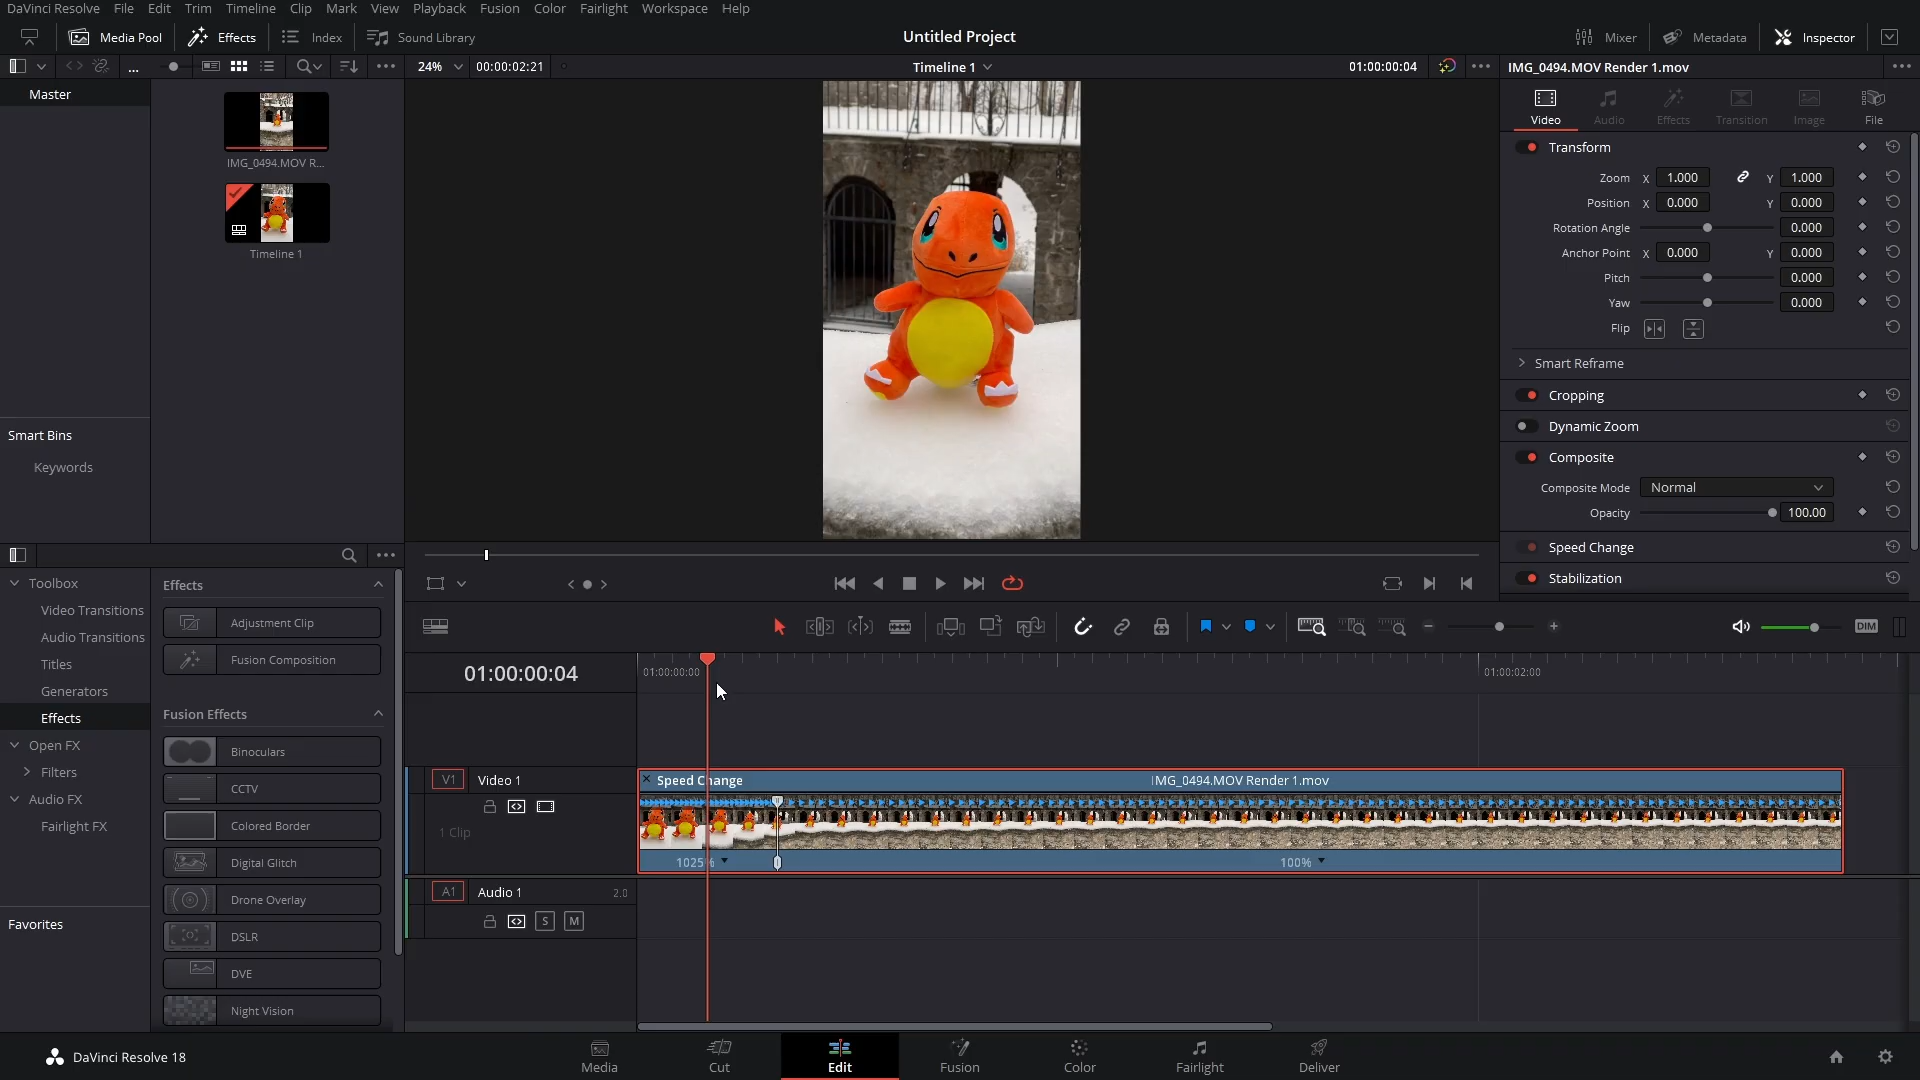 DaVinci Resolve File Edit Trim Timeline Clip Mark View Playback Fusion Color Fairlight Workspace Help
Media Pool Effects Index Sound Library Untitled Project Mixer Metadata Inspector
... 24% 00:00:02:21 Timeline 1 01:00:00:04 IMG_0494.MOV Render 1.mov
Master
IMG_0494.MOV R...
Timeline 1
Video Audio Effects Transition Image File
Transform
Zoom X 1.000 Y 1.000
Position X 0.000 Y 0.000
Rotation Angle 0.000
Anchor Point X 0.000 Y 0.000
Pitch 0.000
Yaw 0.000
Flip
Smart Reframe
Cropping
Dynamic Zoom
Composite
Composite Mode Normal
Opacity 100.00
Speed Change
Stabilization
Smart Bins
Keywords
Toolbox
Video Transitions
Audio Transitions
Titles
Generators
Effects
Open FX
Filters
Audio FX
Fairlight FX
Favorites
Effects
Adjustment Clip
Fusion Composition
Fusion Effects
Binoculars
CCTV
Colored Border
Digital Glitch
Drone Overlay
DSLR
DVE
Night Vision
DIM
01:00:00:04 01:00:00:00 01:00:02:00
V1 Video 1
1 Clip
Speed Change IMG_0494.MOV Render 1.mov
1025% 100%
A1 Audio 1 2.0
S M
DaVinci Resolve 18 Media Cut Edit Fusion Color Fairlight Deliver